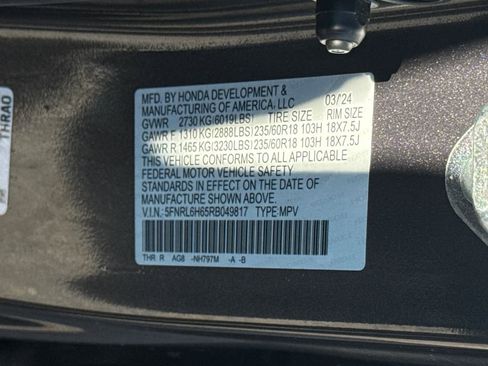 MFD. BY HONDA DEVELOPMENT &
MANUFACTURING OF AMERICA, LLC 03/24
GVWR 2730 KG(6019LBS) TIRE SIZE RIM SIZE
GAWR F.1310 KG(2888LBS)235/60R18 103H 18X7.5J
GAWR R.1465 KG(3230LBS)235/60R18 103H 18X7.5J
THIS VEHICLE CONFORMS TO ALL APPLICABLE
FEDERAL MOTOR VEHICLE SAFETY
STANDARDS IN EFFECT ON THE DATE OF
MANUFACTURE SHOWN ABOVE.
V.I.N.: 5FNRL6H65RB049817 TYPE:MPV
THR R AG8 -NH797M -A -B
THRA0